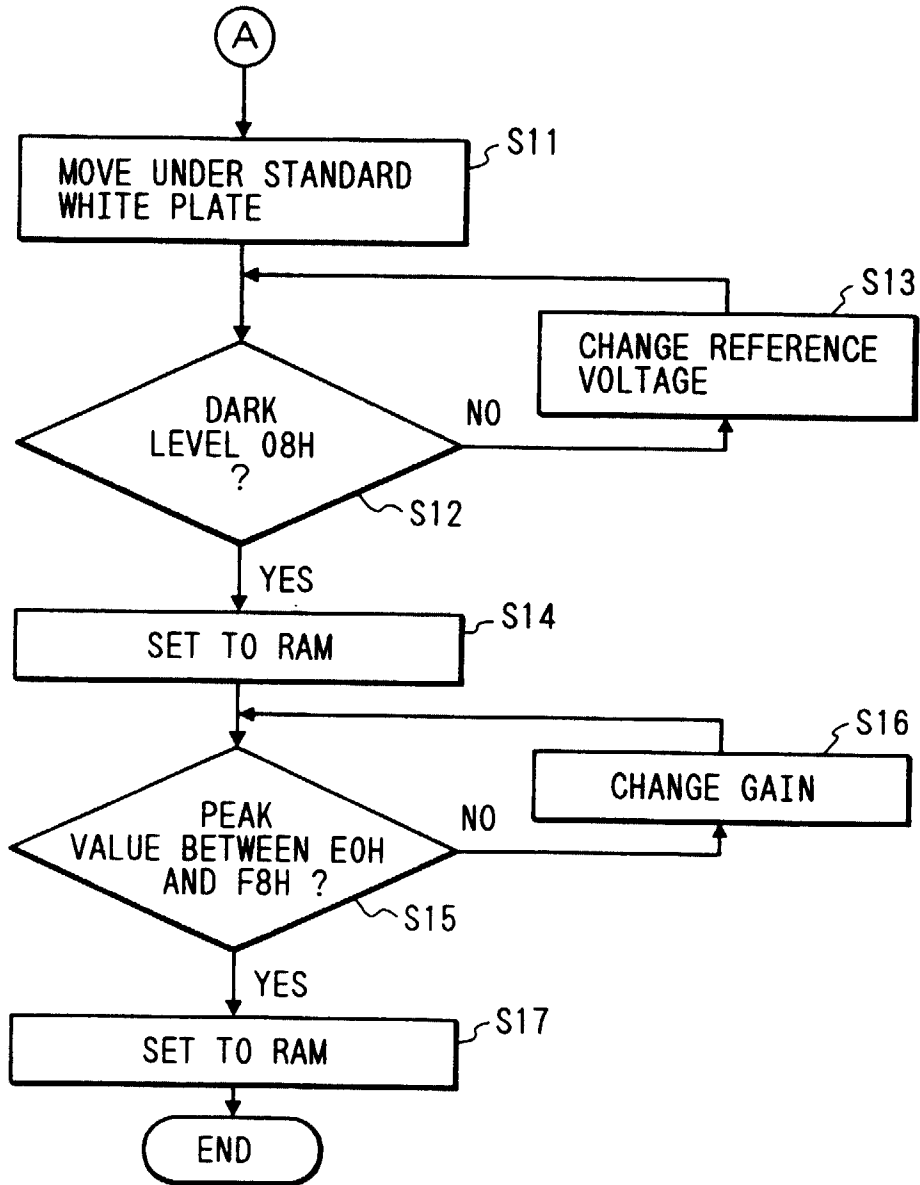 A
MOVE UNDER STANDARD
WHITE PLATE
S11
S13
CHANGE REFERENCE
VOLTAGE
DARK
LEVEL 08H
?
NO
S12
YES
SET TO RAM
S14
S16
CHANGE GAIN
PEAK
VALUE BETWEEN E0H
AND F8H ?
NO
S15
YES
SET TO RAM
S17
END